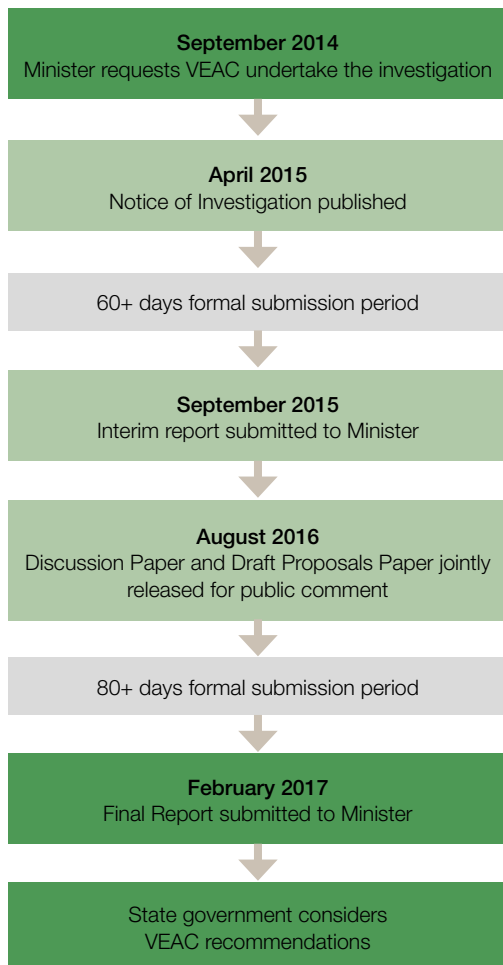 September 2014
Minister requests VEAC undertake the investigation
April 2015
Notice of Investigation published
60+ days formal submission period
September 2015
Interim report submitted to Minister
August 2016
Discussion Paper and Draft Proposals Paper jointly
released for public comment
80+ days formal submission period
February 2017
Final Report submitted to Minister
State government considers
VEAC recommendations